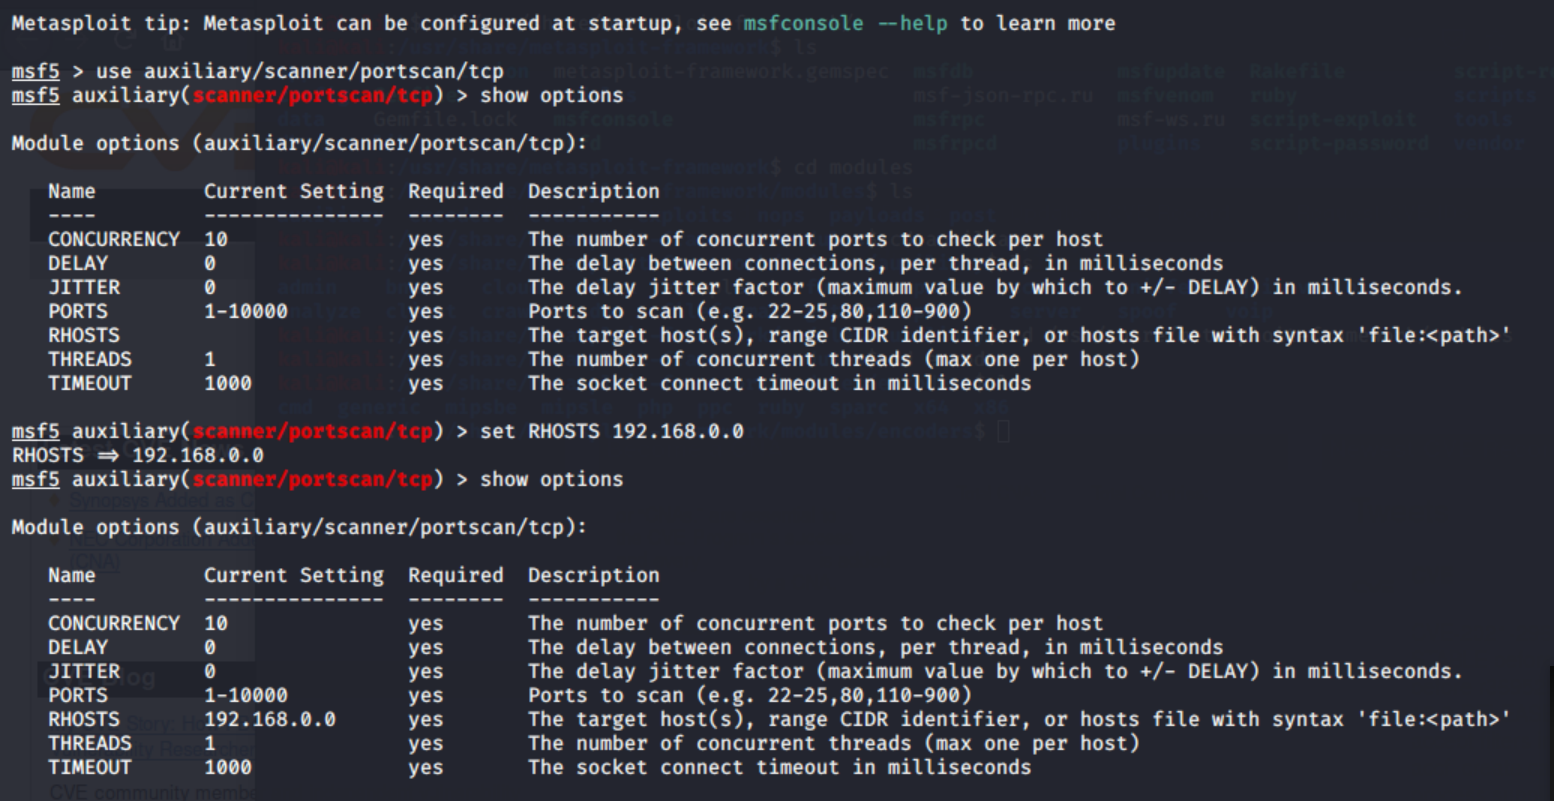 Metasploit tip: Metasploit can be configured at startup, see msfconsole --help to learn more
msf5 > use auxiliary/scanner/portscan/tcp
msf5 auxiliary(scanner/portscan/tcp) > show options
Module options (auxiliary/scanner/portscan/tcp):
Name Current Setting Required Description
---- --------------- -------- -----------
CONCURRENCY 10 yes The number of concurrent ports to check per host
DELAY 0 yes The delay between connections, per thread, in milliseconds
JITTER 0 yes The delay jitter factor (maximum value by which to +/- DELAY) in milliseconds.
PORTS 1-10000 yes Ports to scan (e.g. 22-25,80,110-900)
RHOSTS yes The target host(s), range CIDR identifier, or hosts file with syntax 'file:<path>'
THREADS 1 yes The number of concurrent threads (max one per host)
TIMEOUT 1000 yes The socket connect timeout in milliseconds
msf5 auxiliary(scanner/portscan/tcp) > set RHOSTS 192.168.0.0
RHOSTS => 192.168.0.0
msf5 auxiliary(scanner/portscan/tcp) > show options
Module options (auxiliary/scanner/portscan/tcp):
Name Current Setting Required Description
---- --------------- -------- -----------
CONCURRENCY 10 yes The number of concurrent ports to check per host
DELAY 0 yes The delay between connections, per thread, in milliseconds
JITTER 0 yes The delay jitter factor (maximum value by which to +/- DELAY) in milliseconds.
PORTS 1-10000 yes Ports to scan (e.g. 22-25,80,110-900)
RHOSTS 192.168.0.0 yes The target host(s), range CIDR identifier, or hosts file with syntax 'file:<path>'
THREADS 1 yes The number of concurrent threads (max one per host)
TIMEOUT 1000 yes The socket connect timeout in milliseconds